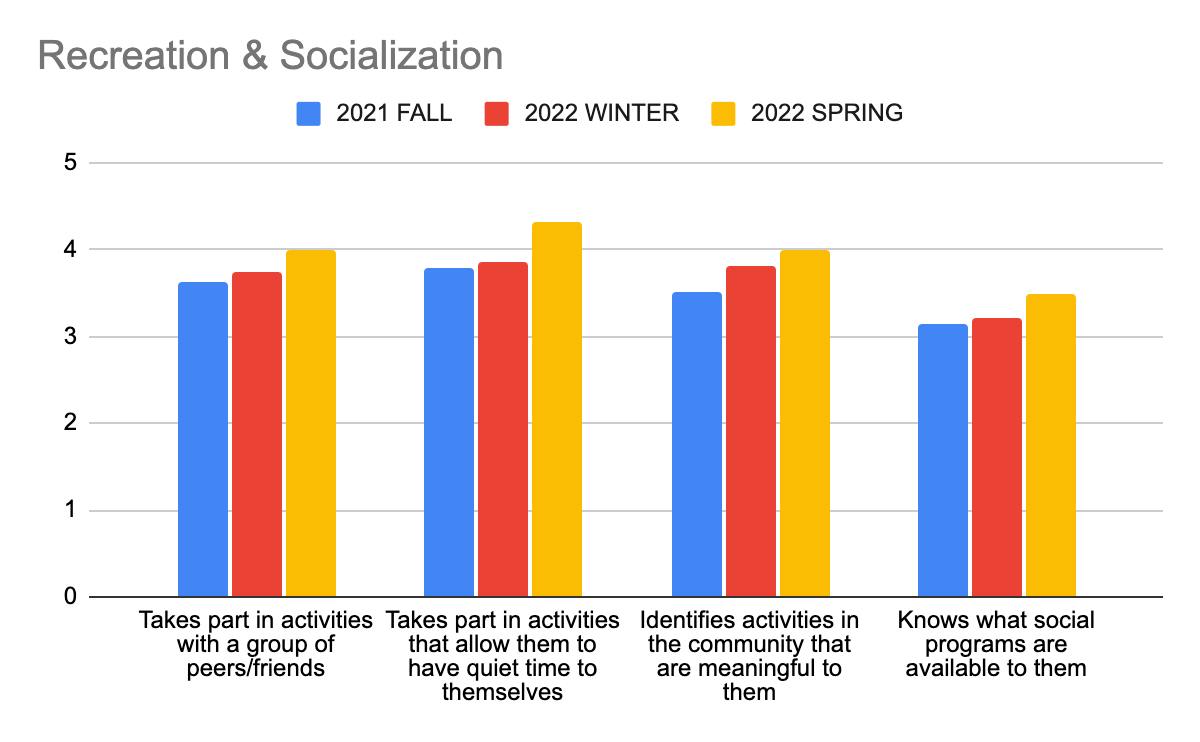 Recreation & Socialization
2021 FALL
2022 WINTER
2022 SPRING
5
4
3
2
1
0
Takes part in activities
with a group of
peers/friends
Takes part in activities
that allow them to
have quiet time to
themselves
Identifies activities in
the community that
are meaningful to
them
Knows what social
programs are
available to them